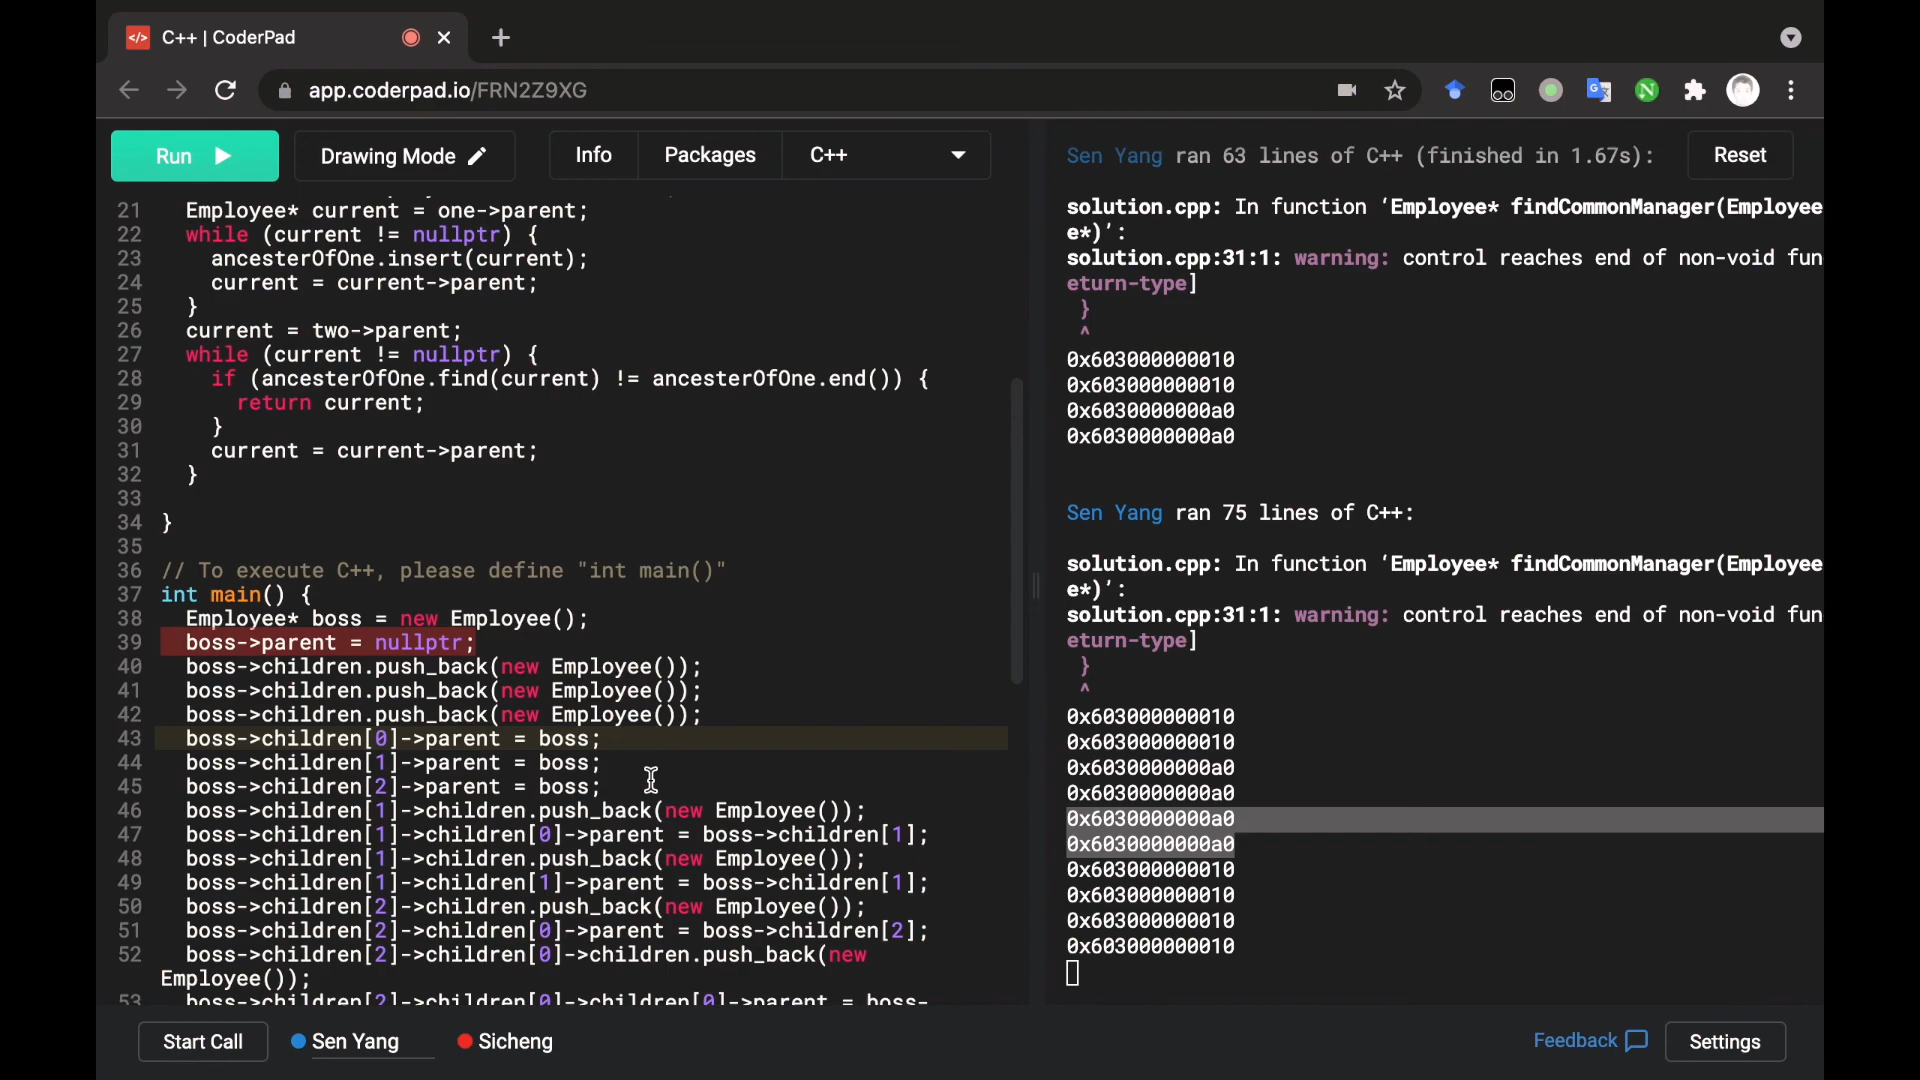 C++ | CoderPad
app.coderpad.io/FRN2Z9XG
Run
Drawing Mode
Info
Packages
C++
21 Employee* current = one->parent;
22 while (current != nullptr) {
23 ancesterOfOne.insert(current);
24 current = current->parent;
25 }
26 current = two->parent;
27 while (current != nullptr) {
28 if (ancesterOfOne.find(current) != ancesterOfOne.end()) {
29 return current;
30 }
31 current = current->parent;
32 }
33
34 }
35
36 // To execute C++, please define "int main()"
37 int main() {
38 Employee* boss = new Employee();
39 boss->parent = nullptr;
40 boss->children.push_back(new Employee());
41 boss->children.push_back(new Employee());
42 boss->children.push_back(new Employee());
43 boss->children[0]->parent = boss;
44 boss->children[1]->parent = boss;
45 boss->children[2]->parent = boss;
46 boss->children[1]->children.push_back(new Employee());
47 boss->children[1]->children[0]->parent = boss->children[1];
48 boss->children[1]->children.push_back(new Employee());
49 boss->children[1]->children[1]->parent = boss->children[1];
50 boss->children[2]->children.push_back(new Employee());
51 boss->children[2]->children[0]->parent = boss->children[2];
52 boss->children[2]->children[0]->children.push_back(new
Employee());
53 boss->children[2]->children[0]->children[0]->parent = boss-
Sen Yang ran 63 lines of C++ (finished in 1.67s):
Reset
solution.cpp: In function ‘Employee* findCommonManager(Employee
e*)’:
solution.cpp:31:1: warning: control reaches end of non-void fun
eturn-type]
}
^
0x603000000010
0x603000000010
0x6030000000a0
0x6030000000a0
Sen Yang ran 75 lines of C++:
solution.cpp: In function ‘Employee* findCommonManager(Employee
e*)’:
solution.cpp:31:1: warning: control reaches end of non-void fun
eturn-type]
}
^
0x603000000010
0x603000000010
0x6030000000a0
0x6030000000a0
0x6030000000a0
0x6030000000a0
0x603000000010
0x603000000010
0x603000000010
0x603000000010
Start Call
Sen Yang
Sicheng
Feedback
Settings